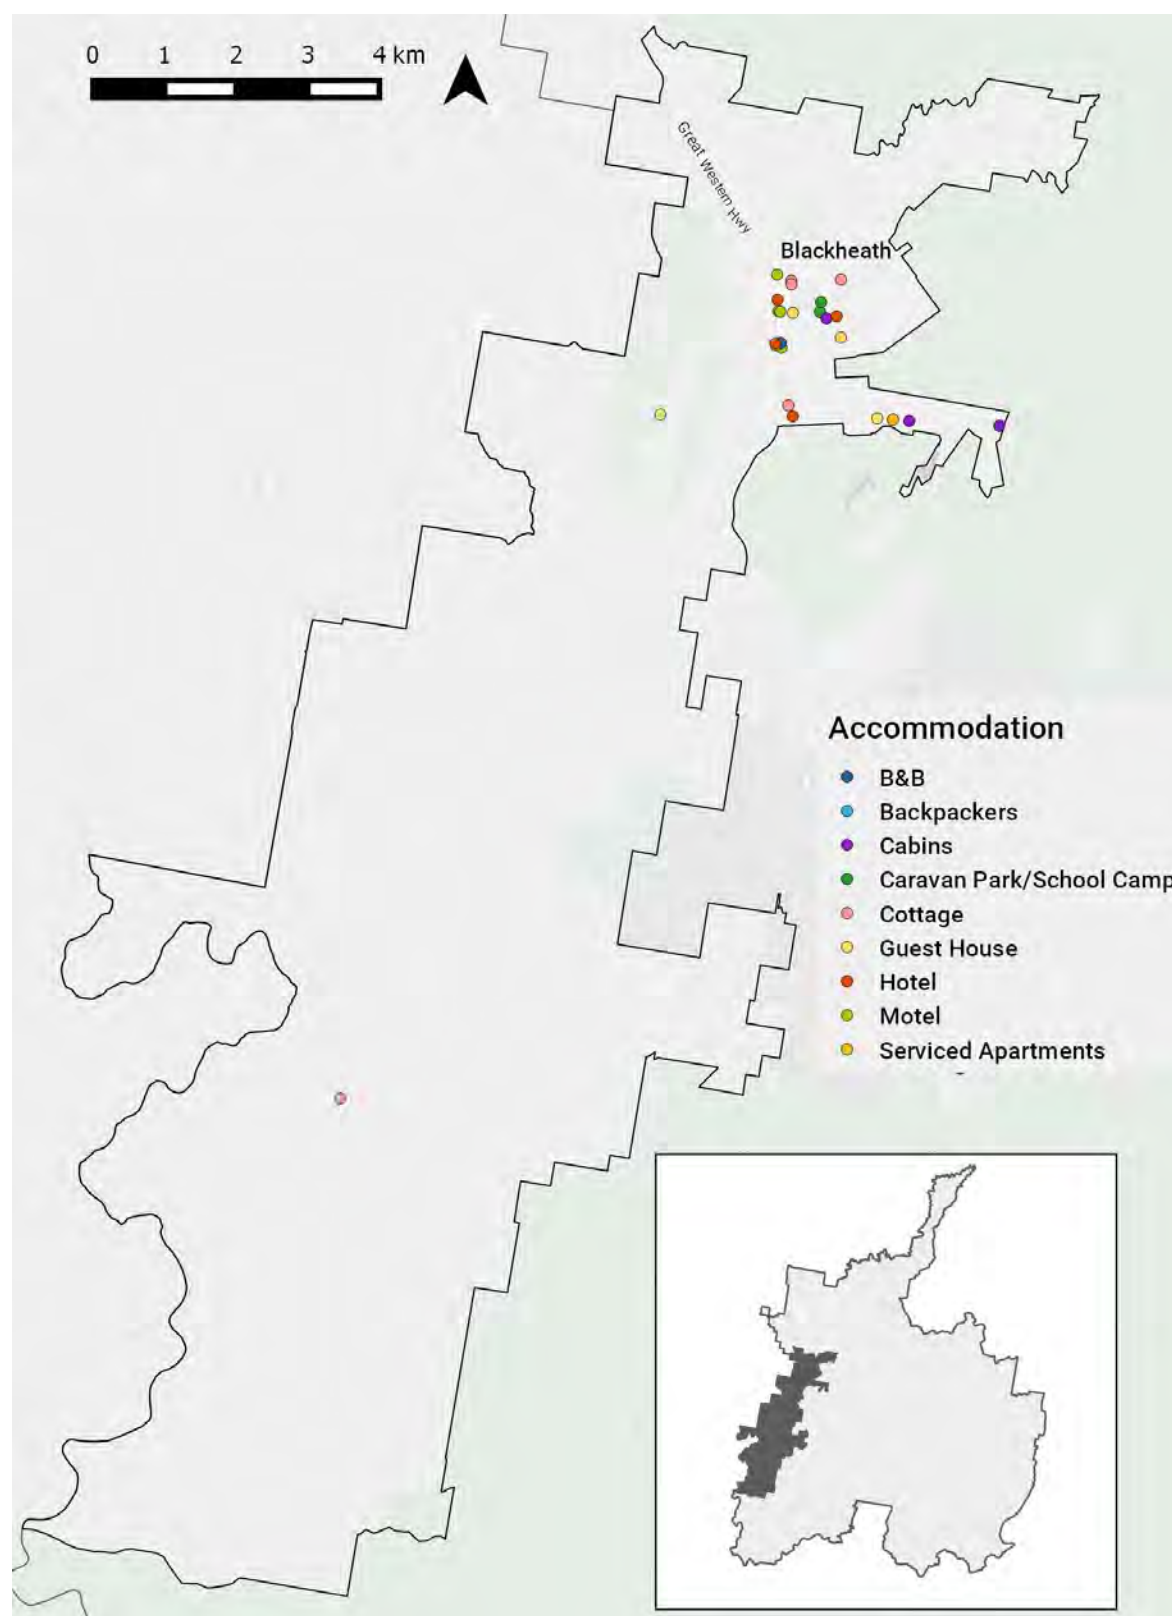 0 1 2 3 4 km
Great Western Hwy
Blackheath
Accommodation
B&B
Backpackers
Cabins
Caravan Park/School Camp
Cottage
Guest House
Hotel
Motel
Serviced Apartments